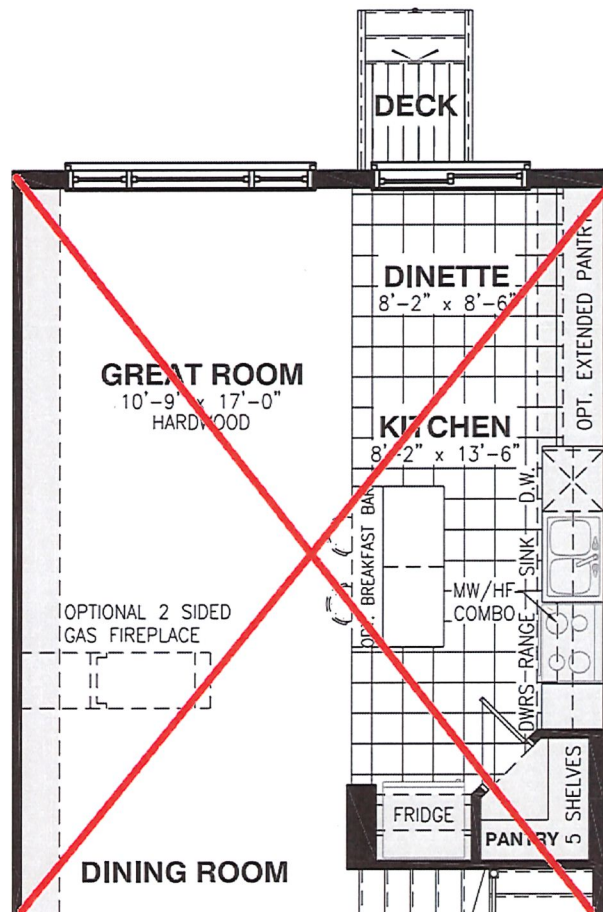 DECK
DINETTE
8'-2" x 8'-6"
OPT. EXTENDED PANTRY
GREAT ROOM
10'-9" x 17'-0"
HARDWOOD
KITCHEN
8'-2" x 13'-6"
OPT. BREAKFAST BAR
DWRS-RANGE SINK D.W.
MW/HF
COMBO
OPTIONAL 2 SIDED
GAS FIREPLACE
FRIDGE
PANTRY
5 SHELVES
DINING ROOM